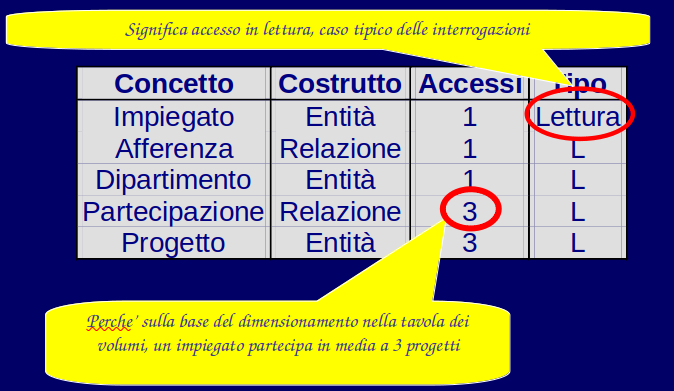 Significa accesso in lettura, caso tipico delle interrogazioni
Concetto Costrutto Accessi Tipo
Impiegato Entità 1 Lettura
Afferenza Relazione 1 L
Dipartimento Entità 1 L
Partecipazione Relazione 3 L
Progetto Entità 3 L
Perche' sulla base del dimensionamento nella tavola dei
volumi, un impiegato partecipa in media a 3 progetti